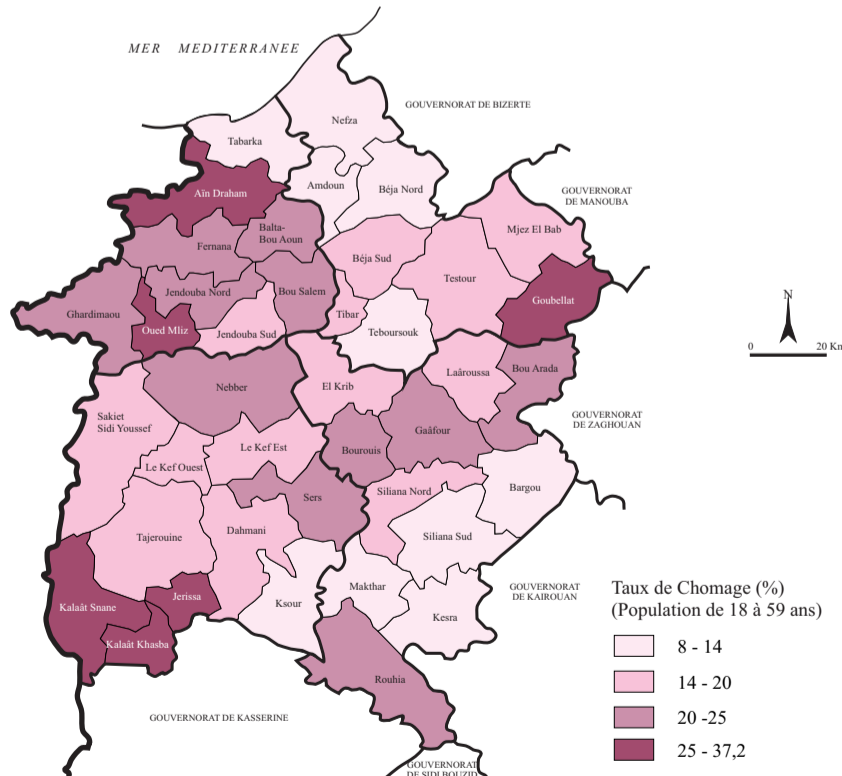 MER MEDITERRANEE
GOUVERNORAT DE BIZERTE
Nefza
Tabarka
Amdoun
Béja Nord
Aïn Draham
GOUVERNORAT
DE MANOUBA
Balta-
Bou Aoun
Fernana
Mjez El Bab
Béja Sud
Testour
Jendouba Nord
Bou Salem
Goubellat
Ghardimaou
Tibar
Oued Mliz
Jendouba Sud
Teboursouk
N
0 20 Km
Laâroussa
Bou Arada
Nebber
El Krib
Sakiet
Sidi Youssef
GOUVERNORAT
DE ZAGHOUAN
Gaâfour
Le Kef Est
Bourouis
Le Kef Ouest
Bargou
Siliana Nord
Sers
Dahmani
Tajerouine
Siliana Sud
GOUVERNORAT
DE KAIROUAN
Makthar
Jerissa
Kalaât Snane
Ksour
Kesra
Kalaât Khasba
Rouhia
GOUVERNORAT DE KASSERINE
GOUVERNORAT
DE SIDI BOUZID
Taux de Chomage (%)
(Population de 18 à 59 ans)
8 - 14
14 - 20
20 -25
25 - 37,2